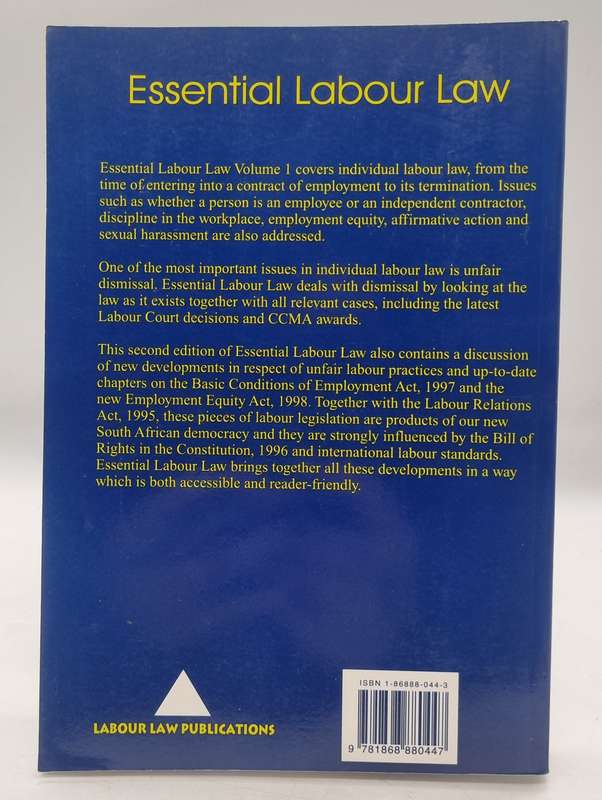 Essential Labour Law
Essential Labour Law Volume 1 covers individual labour law, from the
time of entering into a contract of employment to its termination. Issues
such as whether a person is an employee or an independent contractor,
discipline in the workplace, employment equity, affirmative action and
sexual harassment are also addressed.
One of the most important issues in individual labour law is unfair
dismissal. Essential Labour Law deals with dismissal by looking at the
law as it exists together with all relevant cases, including the latest
Labour Court decisions and CCMA awards.
This second edition of Essential Labour Law also contains a discussion
of new developments in respect of unfair labour practices and up-to-date
chapters on the Basic Conditions of Employment Act, 1997 and the
new Employment Equity Act, 1998. Together with the Labour Relations
Act, 1995, these pieces of labour legislation are products of our new
South African democracy and they are strongly influenced by the Bill of
Rights in the Constitution, 1996 and international labour standards.
Essential Labour Law brings together all these developments in a way
which is both accessible and reader-friendly.
LABOUR LAW PUBLICATIONS
ISBN 1-86888-044-3
9 781868 880447